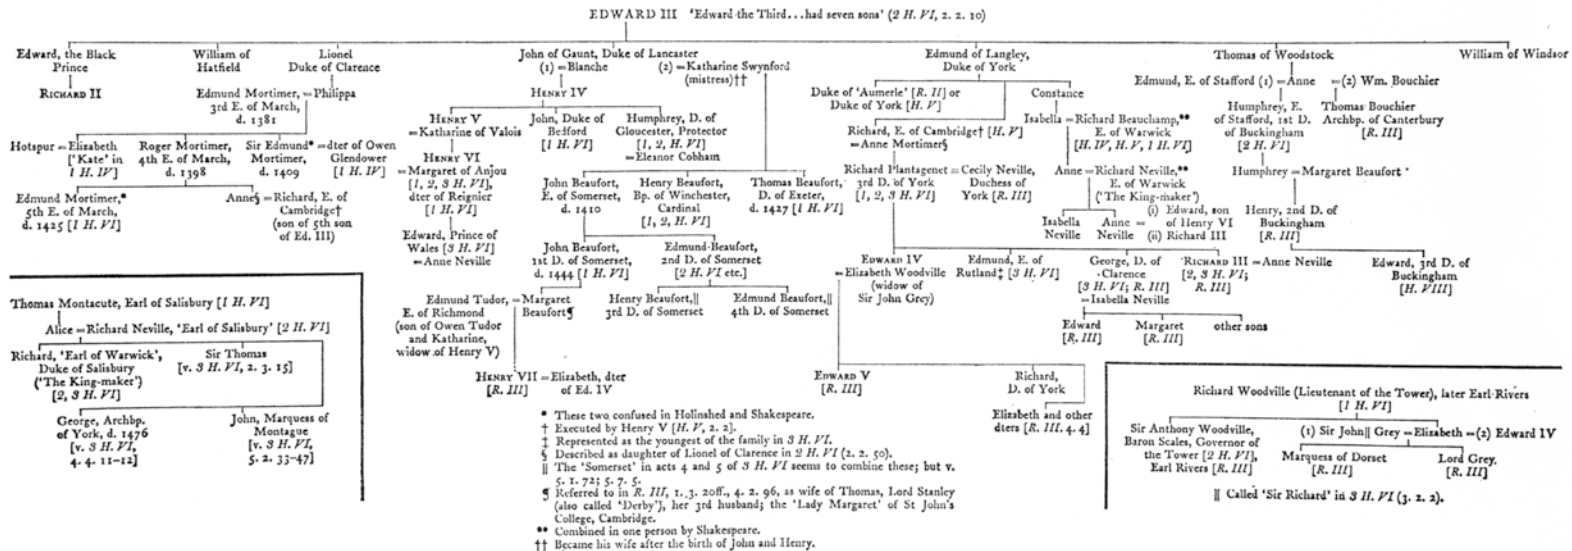 EDWARD III 'Edward the Third...had seven sons' (2 H. VI, 2. 2. 10)
Edward, the Black
Prince
RICHARD II
William of
Hatfield
Lionel
Duke of Clarence
Edmund Mortimer, = Philippa
3rd E. of March,
d. 1381
Hotspur = Elizabeth
['Kate' in
1 H. IV]
Roger Mortimer,
4th E. of March,
d. 1398
Sir Edmund* = dter of Owen
Mortimer, Glendower
d. 1409 [1 H. IV]
Edmund Mortimer,*
5th E. of March,
d. 1425 [1 H. VI]
Anne§ = Richard, E. of
Cambridge†
(son of 5th son
of Ed. III)
John of Gaunt, Duke of Lancaster
(1) = Blanche (2) = Katharine Swynford
(mistress)††
HENRY IV
HENRY V
= Katharine of Valois
John, Duke of
Bedford
[1 H. VI]
Humphrey, D. of
Gloucester, Protector
[1, 2, H. VI]
= Eleanor Cobham
HENRY VI
= Margaret of Anjou
[1, 2, 3 H. VI],
dter of Reignier
[1 H. VI]
Edward, Prince of
Wales [3 H. VI]
= Anne Neville
John Beaufort,
E. of Somerset,
d. 1410
Henry Beaufort,
Bp. of Winchester,
Cardinal
[1, 2, H. VI]
Thomas Beaufort,
D. of Exeter,
d. 1427 [1 H. VI]
John Beaufort,
1st D. of Somerset,
d. 1444 [1 H. VI]
Edmund Beaufort,
2nd D. of Somerset
[2 H. VI etc.]
Edmund Tudor, = Margaret
E. of Richmond Beaufort¶
(son of Owen Tudor
and Katharine,
widow of Henry V)
Henry Beaufort,||
3rd D. of Somerset
Edmund Beaufort,||
4th D. of Somerset
HENRY VII = Elizabeth, dter
[R. III] of Ed. IV
Edmund of Langley,
Duke of York
Duke of 'Aumerle' [R. II] or
Duke of York [H. V]
Constance
Richard, E. of Cambridge† [H. V]
= Anne Mortimer§
Isabella = Richard Beauchamp,**
E. of Warwick
[H. IV, H. V, 1 H. VI]
Richard Plantagenet = Cecily Neville,
3rd D. of York Duchess of
[1, 2, 3 H. VI] York [R. III]
Anne = Richard Neville,**
E. of Warwick
('The King-maker')
Isabella
Neville
Anne =
Neville
(i) Edward, son
of Henry VI
(ii) Richard III
EDWARD IV
= Elizabeth Woodville
(widow of
Sir John Grey)
Edmund, E. of
Rutland‡ [3 H. VI]
George, D. of
Clarence
[3 H. VI; R. III]
= Isabella Neville
RICHARD III = Anne Neville
[2, 3 H. VI;
R. III]
Edward
[R. III]
Margaret
[R. III]
other sons
EDWARD V
[R. III]
Richard,
D. of York
Elizabeth and other
dters [R. III. 4. 4]
Thomas of Woodstock
Edmund, E. of Stafford (1) = Anne = (2) Wm. Bouchier
Humphrey, E.
of Stafford, 1st D.
of Buckingham
[2 H. VI]
Thomas Bouchier
Archbp. of Canterbury
[R. III]
Humphrey = Margaret Beaufort
Henry, 2nd D. of
Buckingham
[R. III]
Edward, 3rd D. of
Buckingham
[H. VIII]
William of Windsor
Thomas Montacute, Earl of Salisbury [1 H. VI]
Alice = Richard Neville, 'Earl of Salisbury' [2 H. VI]
Richard, 'Earl of Warwick',
Duke of Salisbury
('The King-maker')
[2, 3 H. VI]
Sir Thomas
[v. 3 H. VI, 2. 3. 15]
George, Archbp.
of York, d. 1476
[v. 3 H. VI,
4. 4. 11–12]
John, Marquess of
Montague
[v. 3 H. VI,
5. 2. 33–47]
* These two confused in Holinshed and Shakespeare.
† Executed by Henry V [H. V, 2. 2].
‡ Represented as the youngest of the family in 3 H. VI.
§ Described as daughter of Lionel of Clarence in 2 H. VI (2. 2. 50).
|| The 'Somerset' in acts 4 and 5 of 3 H. VI seems to combine these; but v.
5. 1. 72; 5. 7. 5.
¶ Referred to in R. III, 1. 3. 20ff., 4. 2. 96, as wife of Thomas, Lord Stanley
(also called 'Derby'), her 3rd husband; the 'Lady Margaret' of St John's
College, Cambridge.
** Combined in one person by Shakespeare.
†† Became his wife after the birth of John and Henry.
Richard Woodville (Lieutenant of the Tower), later Earl Rivers
[1 H. VI]
Sir Anthony Woodville,
Baron Scales, Governor of
the Tower [2 H. VI],
Earl Rivers [R. III]
(1) Sir John|| Grey = Elizabeth = (2) Edward IV
Marquess of Dorset
[R. III]
Lord Grey.
[R. III]
|| Called 'Sir Richard' in 3 H. VI (3. 2. 2).